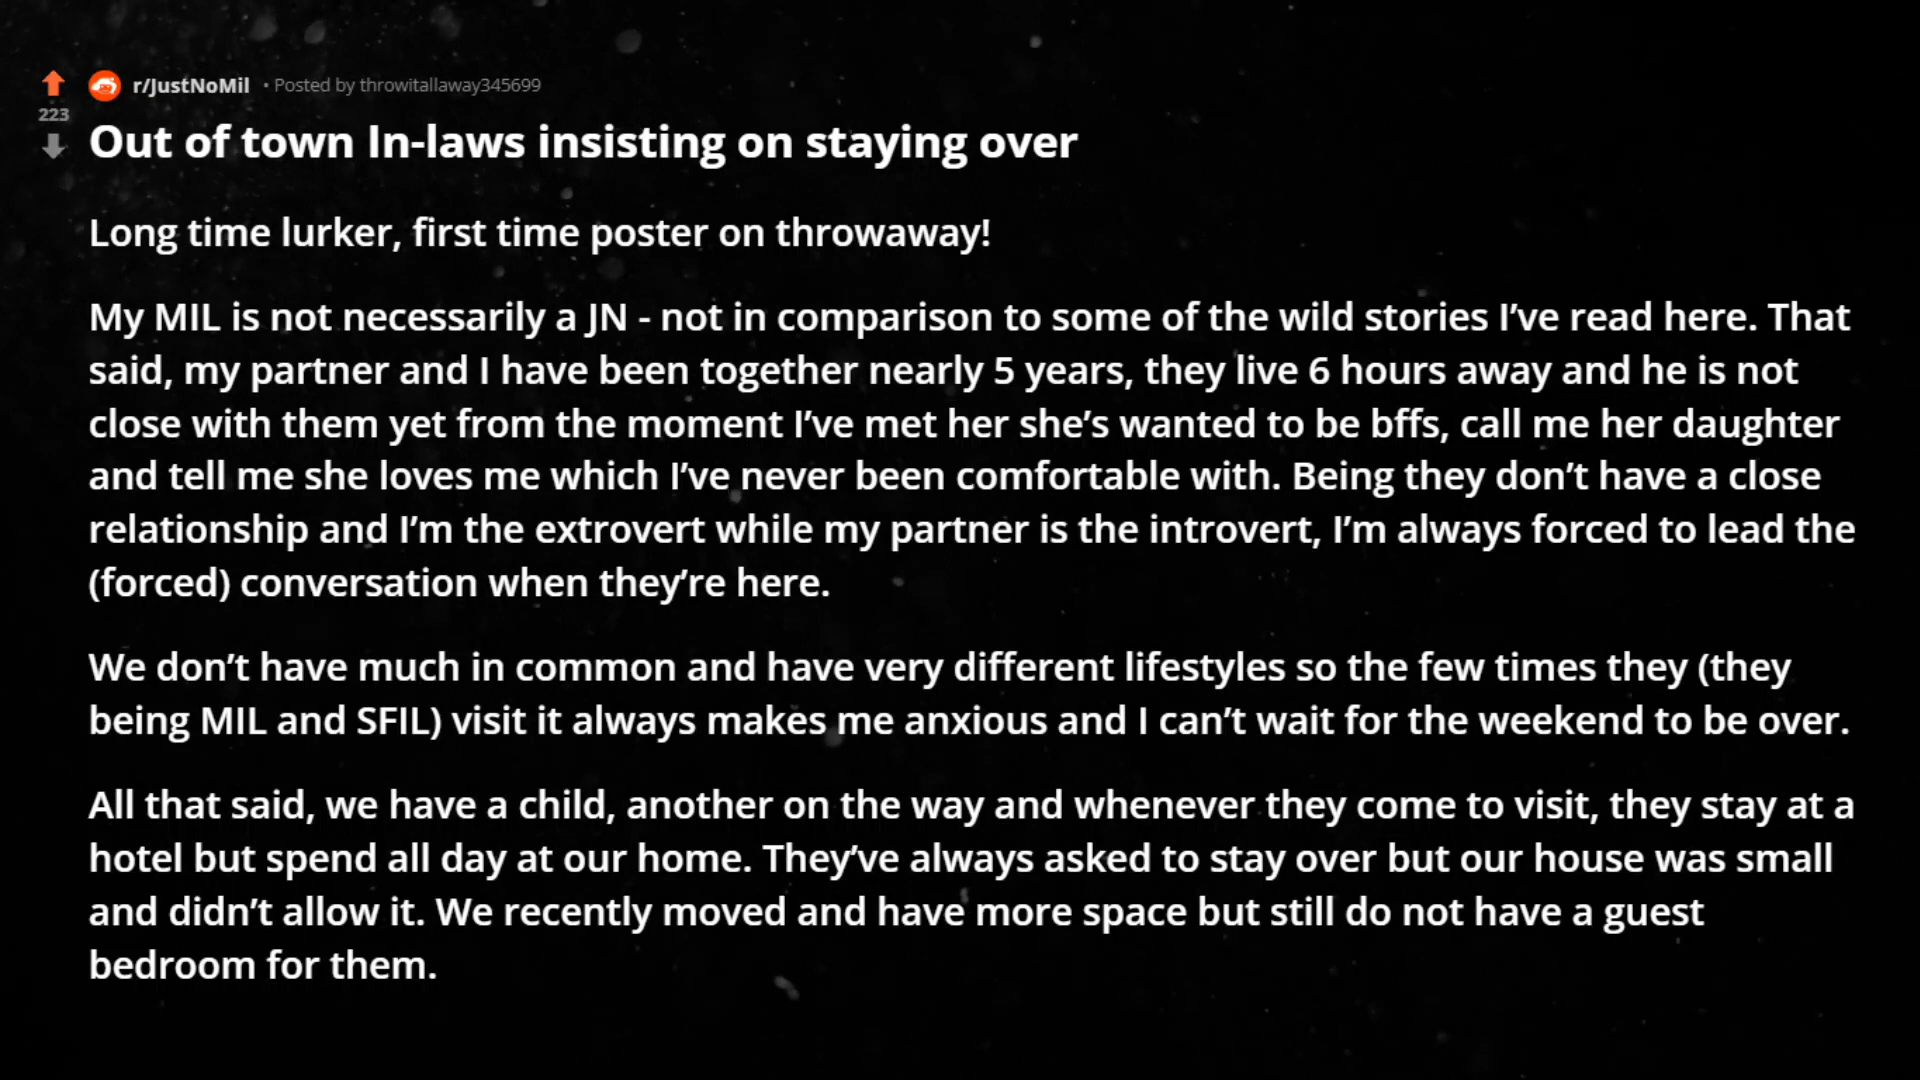 r/JustNoMil • Posted by throwitallaway345699
223
Out of town In-laws insisting on staying over
Long time lurker, first time poster on throwaway!
My MIL is not necessarily a JN - not in comparison to some of the wild stories I’ve read here. That
said, my partner and I have been together nearly 5 years, they live 6 hours away and he is not
close with them yet from the moment I’ve met her she’s wanted to be bffs, call me her daughter
and tell me she loves me which I’ve never been comfortable with. Being they don’t have a close
relationship and I’m the extrovert while my partner is the introvert, I’m always forced to lead the
(forced) conversation when they’re here.
We don’t have much in common and have very different lifestyles so the few times they (they
being MIL and SFIL) visit it always makes me anxious and I can’t wait for the weekend to be over.
All that said, we have a child, another on the way and whenever they come to visit, they stay at a
hotel but spend all day at our home. They’ve always asked to stay over but our house was small
and didn’t allow it. We recently moved and have more space but still do not have a guest
bedroom for them.